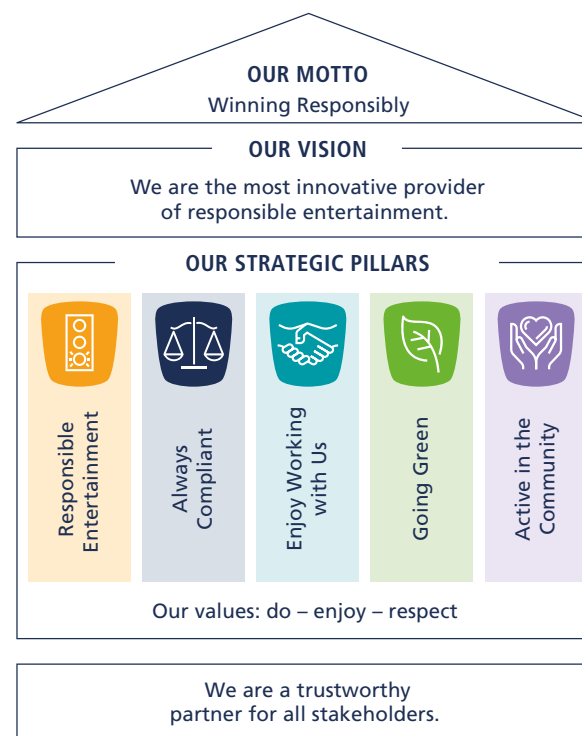 OUR MOTTO
Winning Responsibly
OUR VISION
We are the most innovative provider
of responsible entertainment.
OUR STRATEGIC PILLARS
Responsible
Entertainment
Always
Compliant
Enjoy Working
with Us
Going Green
Active in the
Community
Our values: do – enjoy – respect
We are a trustworthy
partner for all stakeholders.